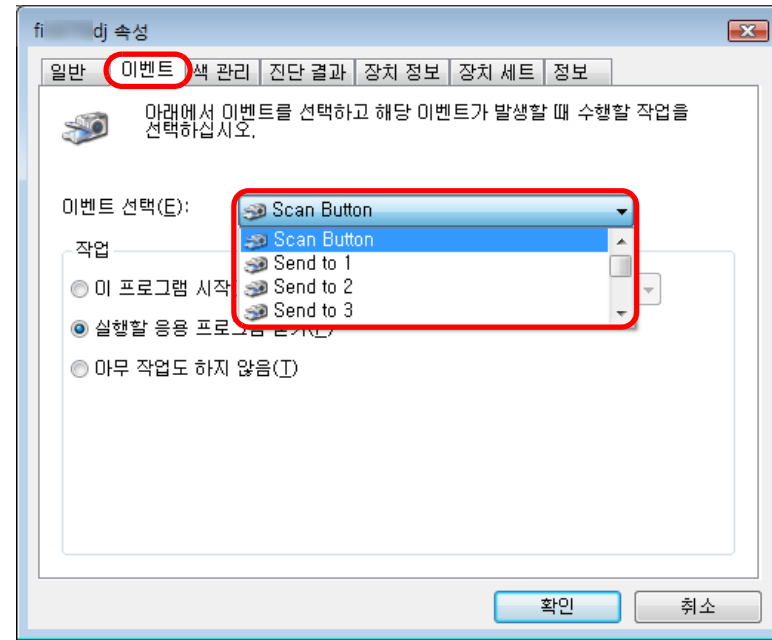 fi dj 속성
일반 이벤트 색 관리 진단 결과 장치 정보 장치 세트 정보
아래에서 이벤트를 선택하고 해당 이벤트가 발생할 때 수행할 작업을
선택하십시오.
이벤트 선택(E): Scan Button
Scan Button
Send to 1
Send to 2
Send to 3
작업
이 프로그램 시작
실행할 응용 프로그램
아무 작업도 하지 않음(T)
확인 취소